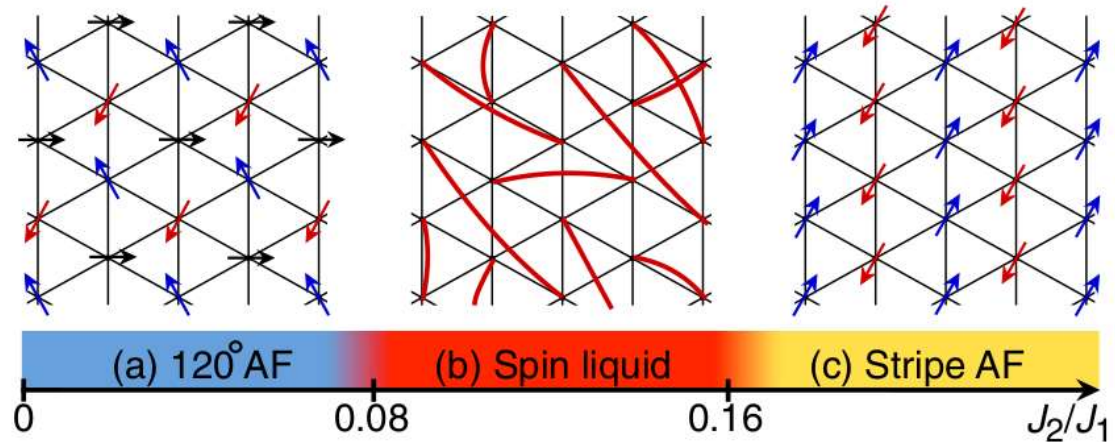 (a) 120°AF (b) Spin liquid (c) Stripe AF
0 0.08 0.16 J₂/J₁